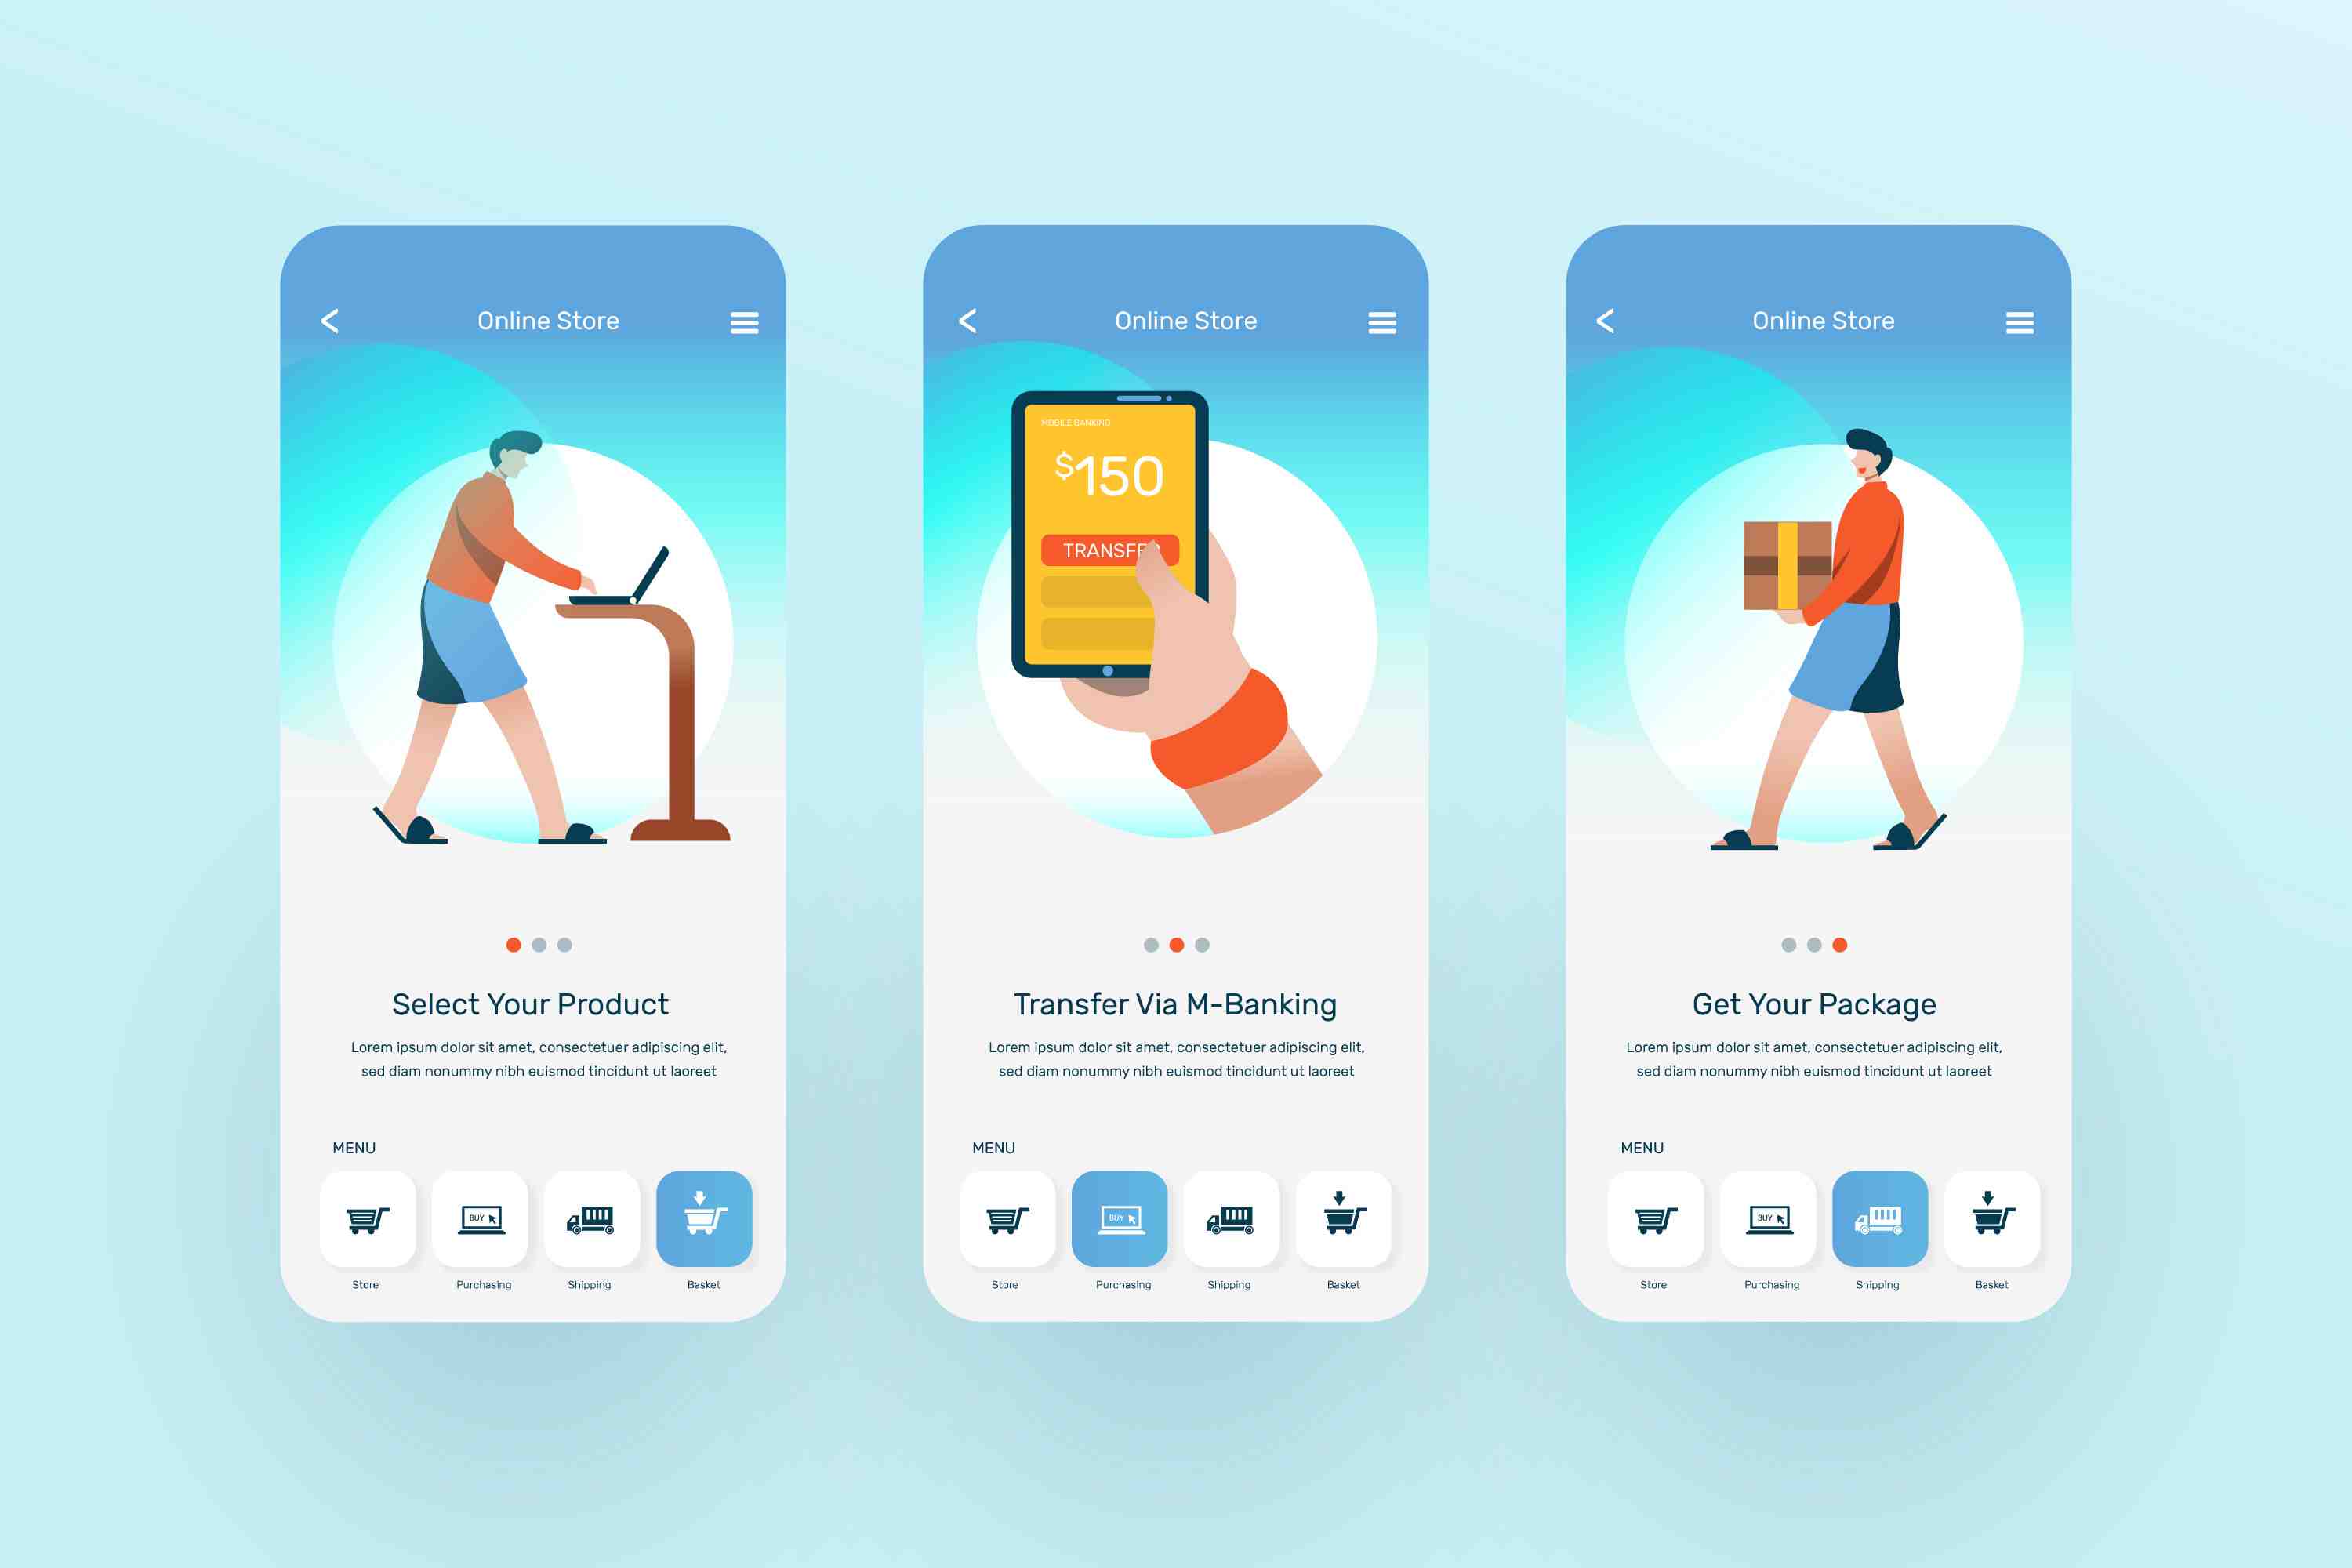 Online Store
Select Your Product
Lorem ipsum dolor sit amet, consectetuer adipiscing elit,
sed diam nonummy nibh euismod tincidunt ut laoreet
MENU
BUY
Store
Purchasing
Shipping
Basket
Online Store
MOBILE BANKING
$150
TRANSFER
Transfer Via M-Banking
Lorem ipsum dolor sit amet, consectetuer adipiscing elit,
sed diam nonummy nibh euismod tincidunt ut laoreet
MENU
BUY
Store
Purchasing
Shipping
Basket
Online Store
Get Your Package
Lorem ipsum dolor sit amet, consectetuer adipiscing elit,
sed diam nonummy nibh euismod tincidunt ut laoreet
MENU
BUY
Store
Purchasing
Shipping
Basket